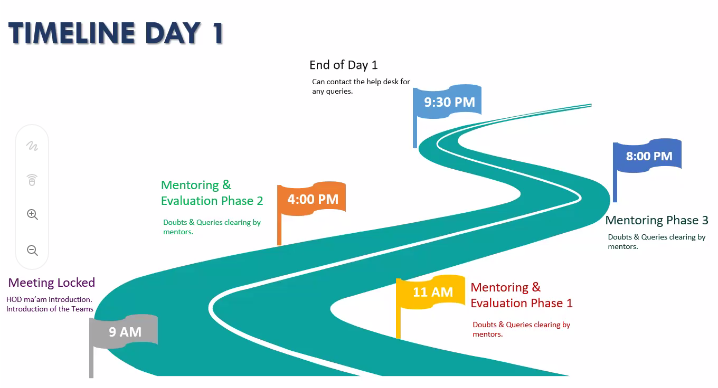 TIMELINE DAY 1
End of Day 1
Can contact the help desk for
any queries.
9:30 PM
8:00 PM
Mentoring Phase 3
Doubts & Queries clearing by
mentors.
Mentoring &
Evaluation Phase 2
Doubts & Queries clearing by
mentors.
4:00 PM
Meeting Locked
HOD ma'am Introduction.
Introduction of the Teams
9 AM
11 AM
Mentoring &
Evaluation Phase 1
Doubts & Queries clearing by
mentors.